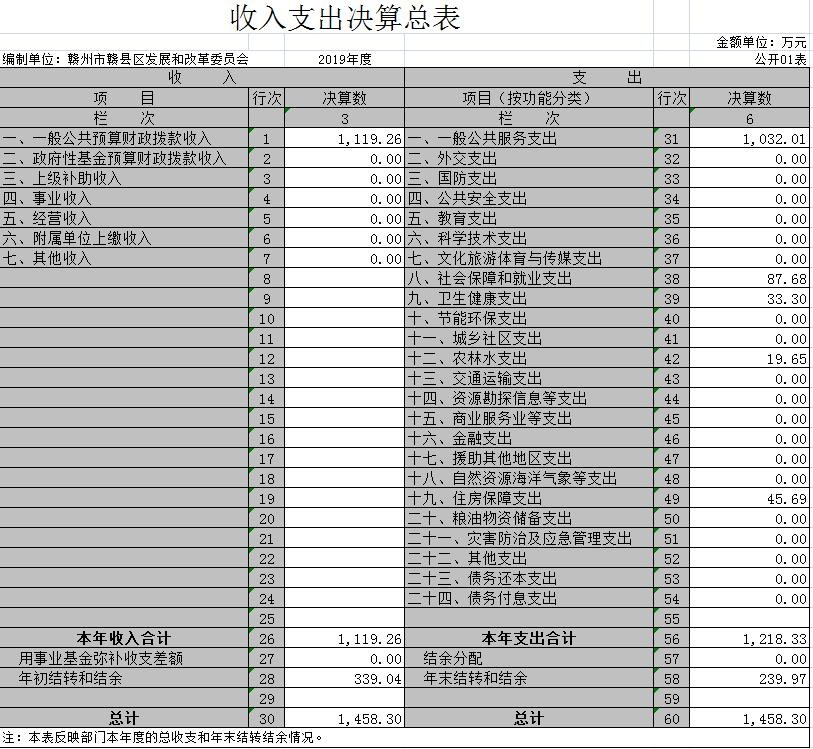 收入支出决算总表
金额单位：万元
编制单位：赣州市赣县区发展和改革委员会 2019年度 公开01表
收 入 支 出
项 目 行次 决算数 项目（按功能分类） 行次 决算数
栏 次 3 栏 次 6
一、一般公共预算财政拨款收入 1 1,119.26 一、一般公共服务支出 31 1,032.01
二、政府性基金预算财政拨款收入 2 0.00 二、外交支出 32 0.00
三、上级补助收入 3 0.00 三、国防支出 33 0.00
四、事业收入 4 0.00 四、公共安全支出 34 0.00
五、经营收入 5 0.00 五、教育支出 35 0.00
六、附属单位上缴收入 6 0.00 六、科学技术支出 36 0.00
七、其他收入 7 0.00 七、文化旅游体育与传媒支出 37 0.00
8 八、社会保障和就业支出 38 87.68
9 九、卫生健康支出 39 33.30
10 十、节能环保支出 40 0.00
11 十一、城乡社区支出 41 0.00
12 十二、农林水支出 42 19.65
13 十三、交通运输支出 43 0.00
14 十四、资源勘探信息等支出 44 0.00
15 十五、商业服务业等支出 45 0.00
16 十六、金融支出 46 0.00
17 十七、援助其他地区支出 47 0.00
18 十八、自然资源海洋气象等支出 48 0.00
19 十九、住房保障支出 49 45.69
20 二十、粮油物资储备支出 50 0.00
21 二十一、灾害防治及应急管理支出 51 0.00
22 二十二、其他支出 52 0.00
23 二十三、债务还本支出 53 0.00
24 二十四、债务付息支出 54 0.00
25 55
本年收入合计 26 1,119.26 本年支出合计 56 1,218.33
用事业基金弥补收支差额 27 0.00 结余分配 57 0.00
年初结转和结余 28 339.04 年末结转和结余 58 239.97
29 59
总计 30 1,458.30 总计 60 1,458.30
注：本表反映部门本年度的总收支和年末结转结余情况。